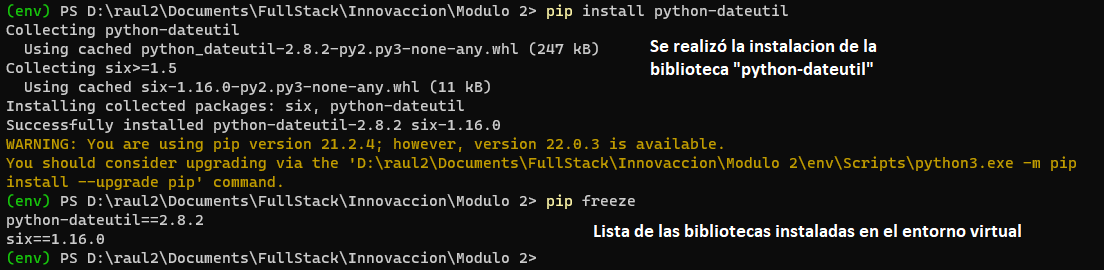 (env) PS D:\raul2\Documents\FullStack\Innovaccion\Modulo 2> pip install python-dateutil
Collecting python-dateutil
  Using cached python_dateutil-2.8.2-py2.py3-none-any.whl (247 kB)
Se realizó la instalacion de la
biblioteca "python-dateutil"
Collecting six>=1.5
  Using cached six-1.16.0-py2.py3-none-any.whl (11 kB)
Installing collected packages: six, python-dateutil
Successfully installed python-dateutil-2.8.2 six-1.16.0
WARNING: You are using pip version 21.2.4; however, version 22.0.3 is available.
You should consider upgrading via the 'D:\raul2\Documents\FullStack\Innovaccion\Modulo 2\env\Scripts\python3.exe -m pip
install --upgrade pip' command.
(env) PS D:\raul2\Documents\FullStack\Innovaccion\Modulo 2> pip freeze
python-dateutil==2.8.2
six==1.16.0
Lista de las bibliotecas instaladas en el entorno virtual
(env) PS D:\raul2\Documents\FullStack\Innovaccion\Modulo 2>